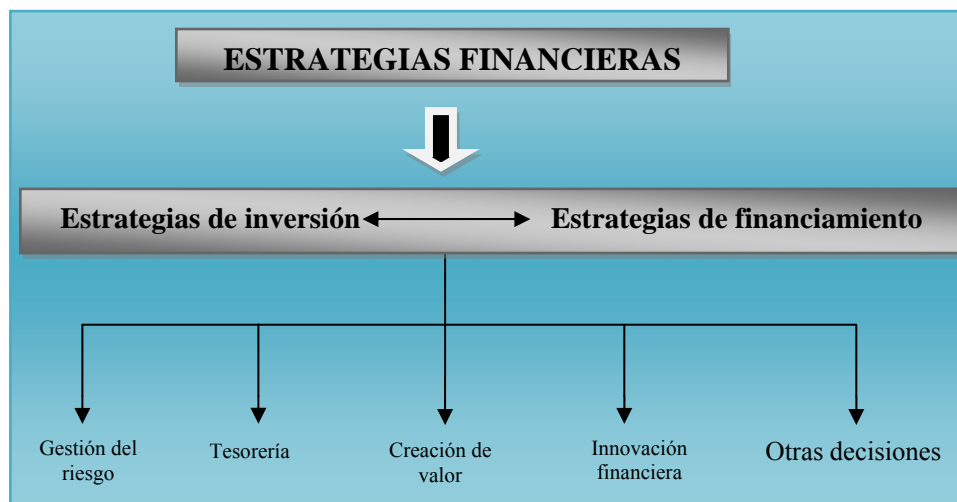 ESTRATEGIAS FINANCIERAS
Estrategias de inversión
Estrategias de financiamiento
Gestión del
riesgo
Tesorería
Creación de
valor
Innovación
financiera
Otras decisiones